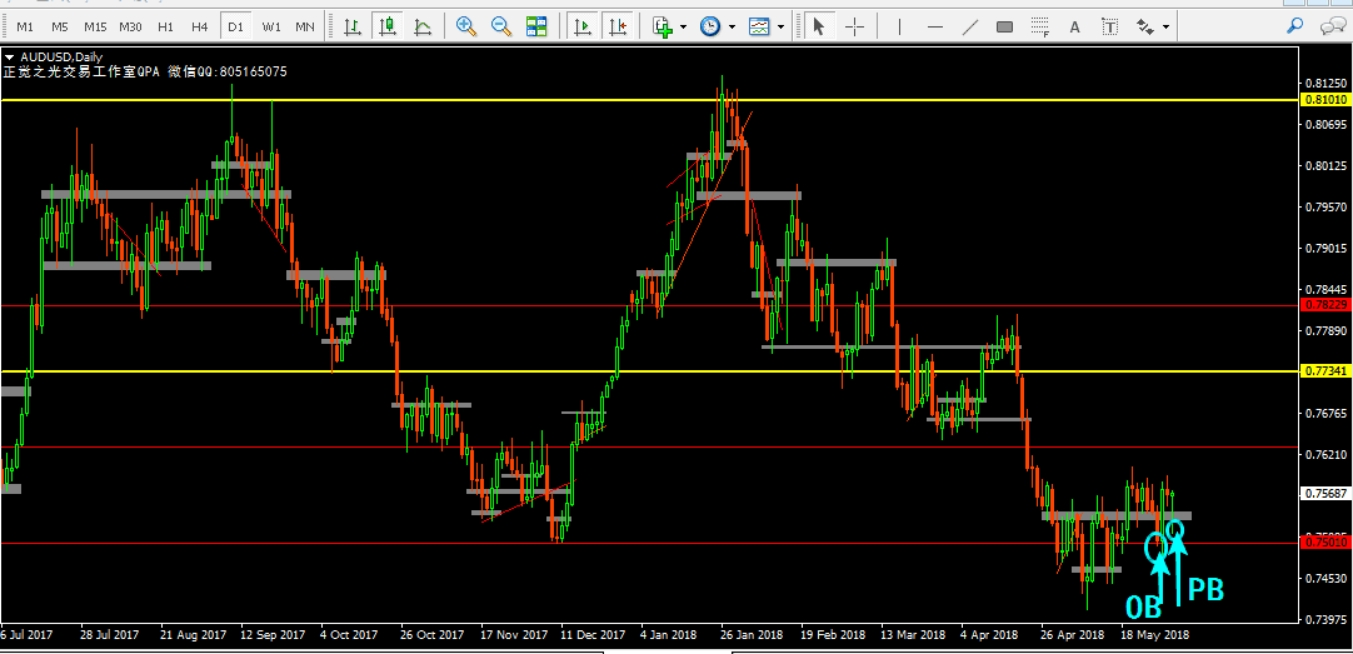 M1 M5 M15 M30 H1 H4 D1 W1 MN
AUDUSD,Daily
正觉之光交易工作室QPA 微信QQ:805165075
0.81250
0.81010
0.80695
0.80125
0.79570
0.79015
0.78445
0.78229
0.77890
0.77341
0.76765
0.76210
0.75687
0.75010
0.74530
0.73975
OB
PB
6 Jul 2017 28 Jul 2017 21 Aug 2017 12 Sep 2017 4 Oct 2017 26 Oct 2017 17 Nov 2017 11 Dec 2017 4 Jan 2018 26 Jan 2018 19 Feb 2018 13 Mar 2018 4 Apr 2018 26 Apr 2018 18 May 2018